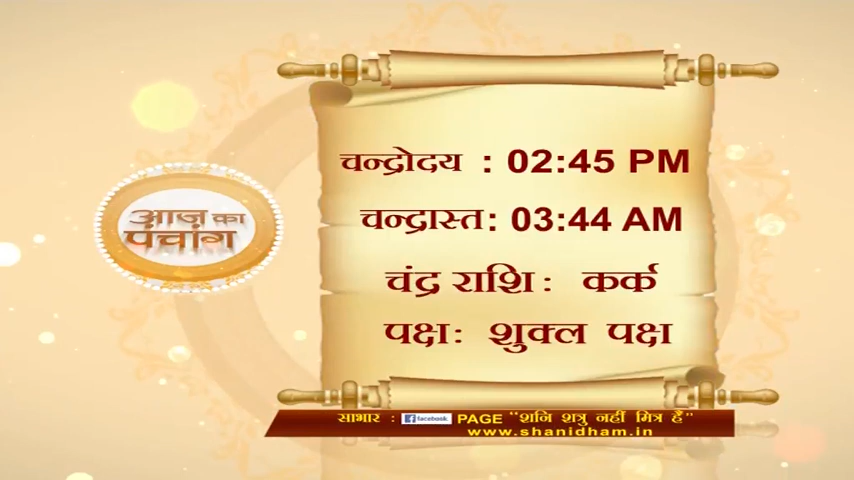 आज का
पंचांग
चन्द्रोदय : 02:45 PM
चन्द्रास्त: 03:44 AM
चंद्र राशि: कर्क
पक्षः शुक्ल पक्ष
साभार : facebook PAGE "शनि शत्रु नहीं मित्र हैं"
www.shanidham.in